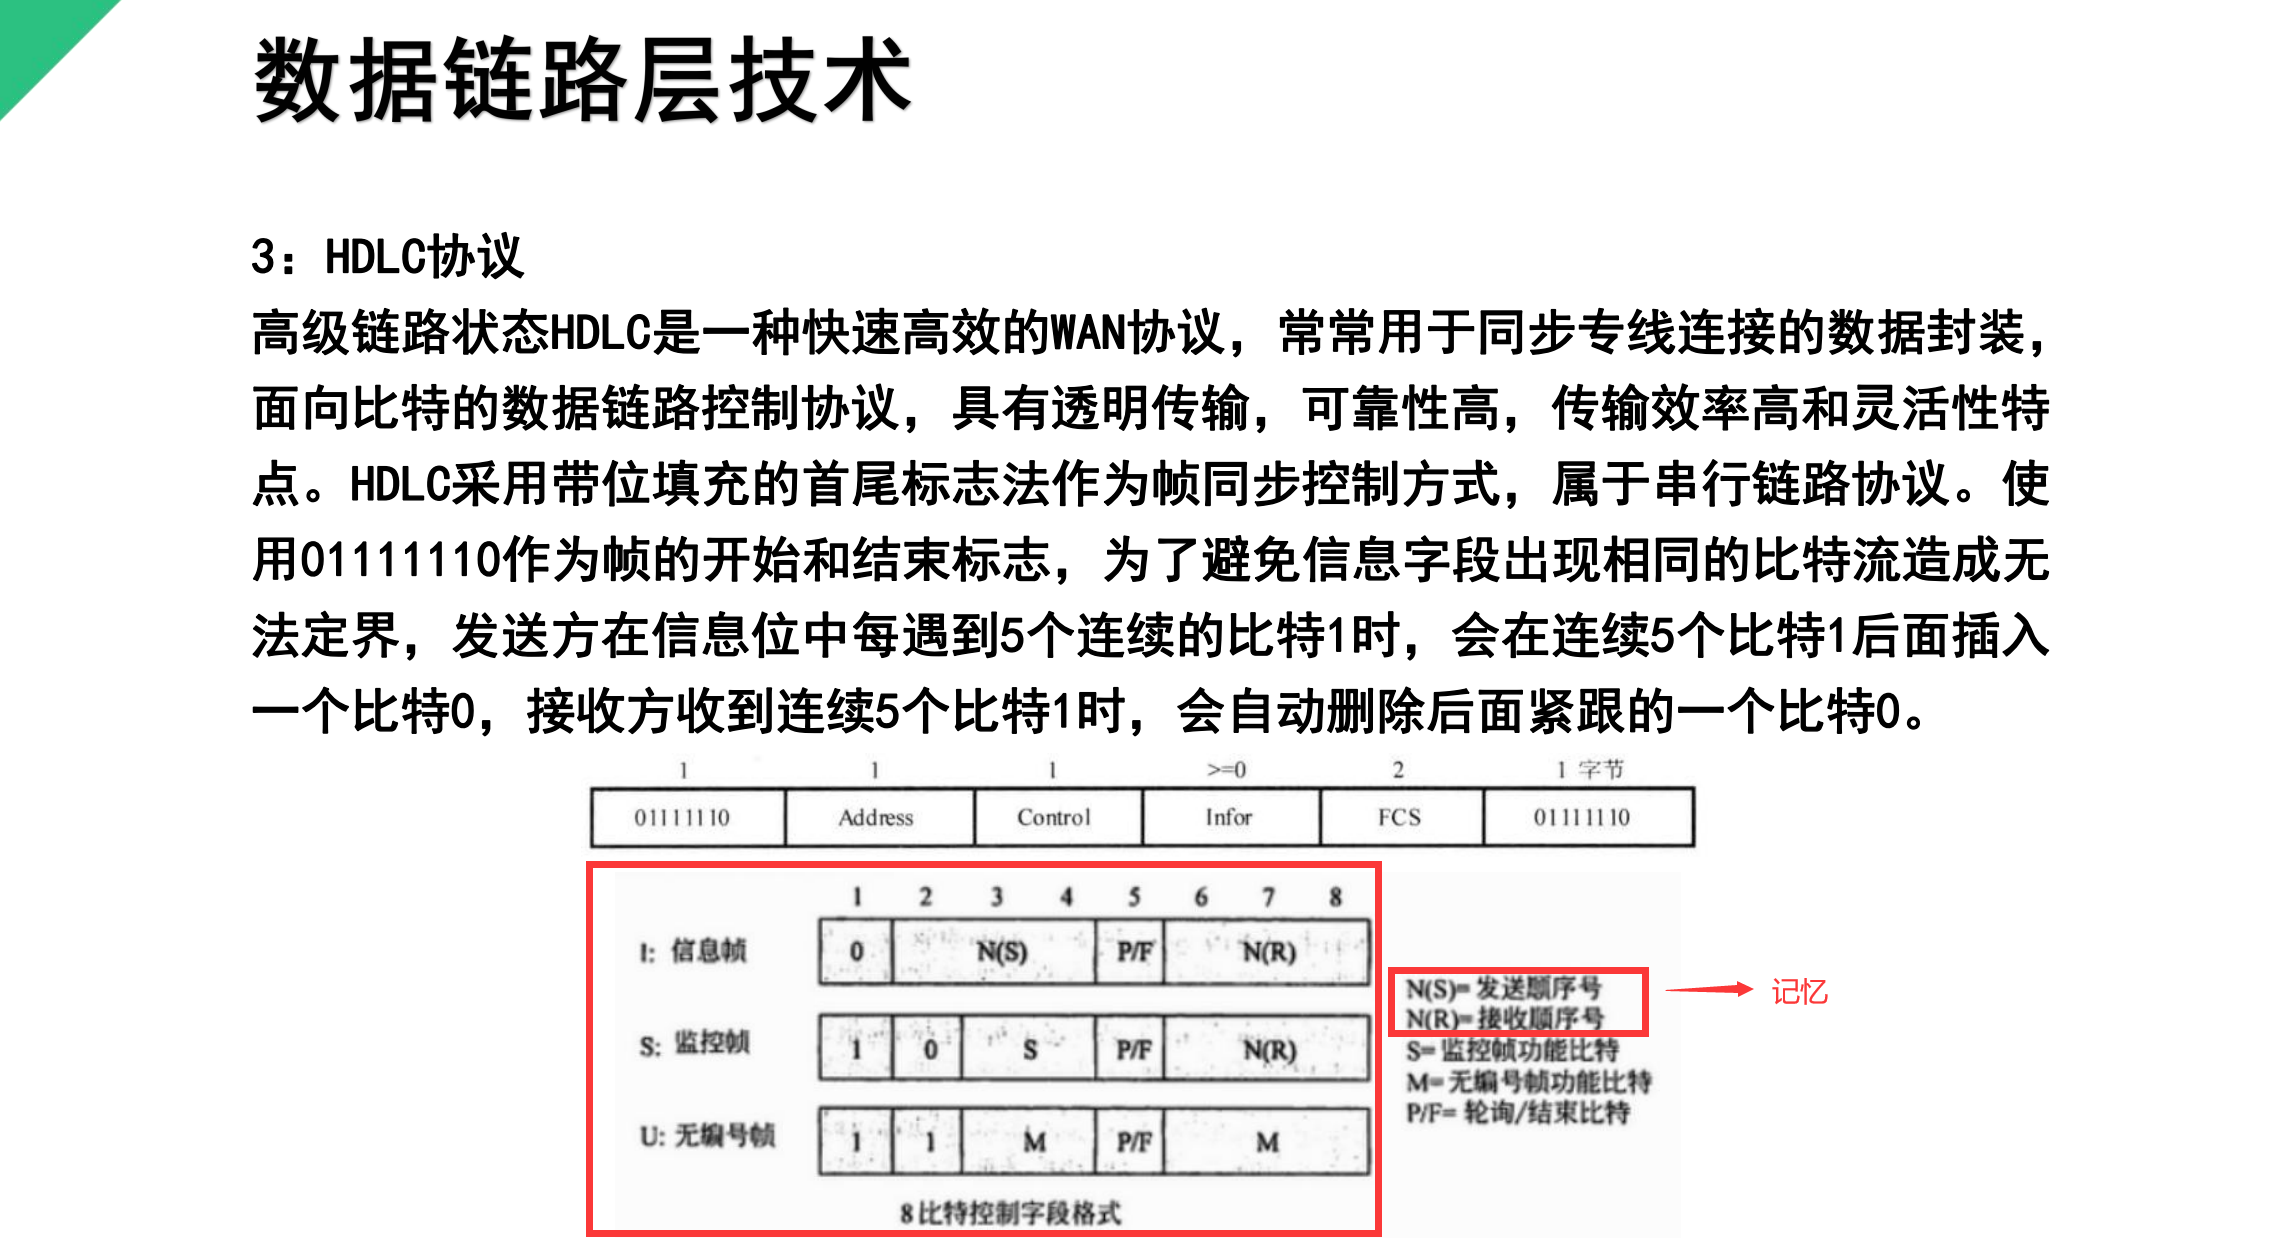 数据链路层技术
3：HDLC协议
高级链路状态HDLC是一种快速高效的WAN协议，常常用于同步专线连接的数据封装，
面向比特的数据链路控制协议，具有透明传输，可靠性高，传输效率高和灵活性特
点。HDLC采用带位填充的首尾标志法作为帧同步控制方式，属于串行链路协议。使
用01111110作为帧的开始和结束标志，为了避免信息字段出现相同的比特流造成无
法定界，发送方在信息位中每遇到5个连续的比特1时，会在连续5个比特1后面插入
一个比特0，接收方收到连续5个比特1时，会自动删除后面紧跟的一个比特0。
1 1 1 >=0 2 1 字节
01111110 Address Control Infor FCS 01111110
1 2 3 4 5 6 7 8
I: 信息帧 0 N(S) P/F N(R)
S: 监控帧 1 0 S P/F N(R)
U: 无编号帧 1 1 M P/F M
8比特控制字段格式
N(S)= 发送顺序号
N(R)= 接收顺序号
S= 监控帧功能比特
M= 无编号帧功能比特
P/F= 轮询/结束比特
记忆